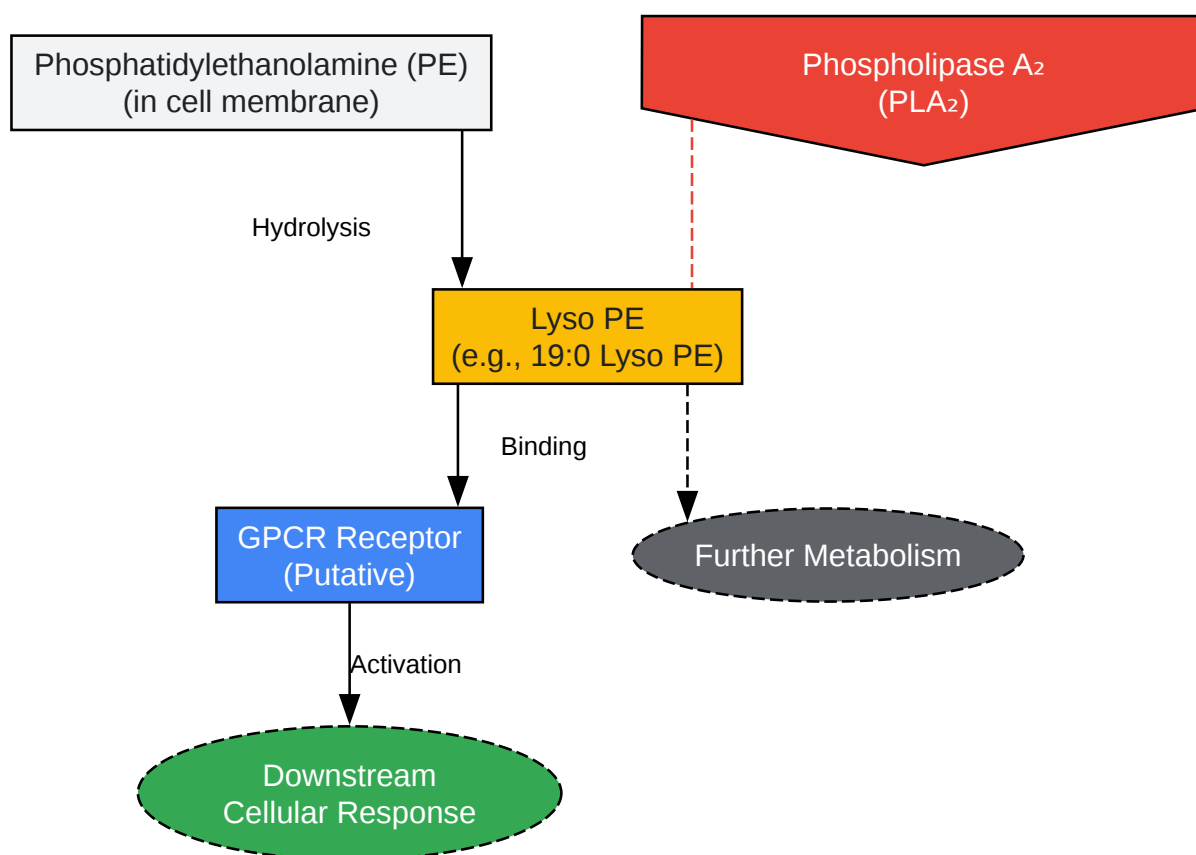 Phosphatidylethanolamine (PE)
(in cell membrane)
Phospholipase A₂
(PLA₂)
Hydrolysis
Lyso PE
(e.g., 19:0 Lyso PE)
Binding
GPCR Receptor
(Putative)
Further Metabolism
Activation
Downstream
Cellular Response